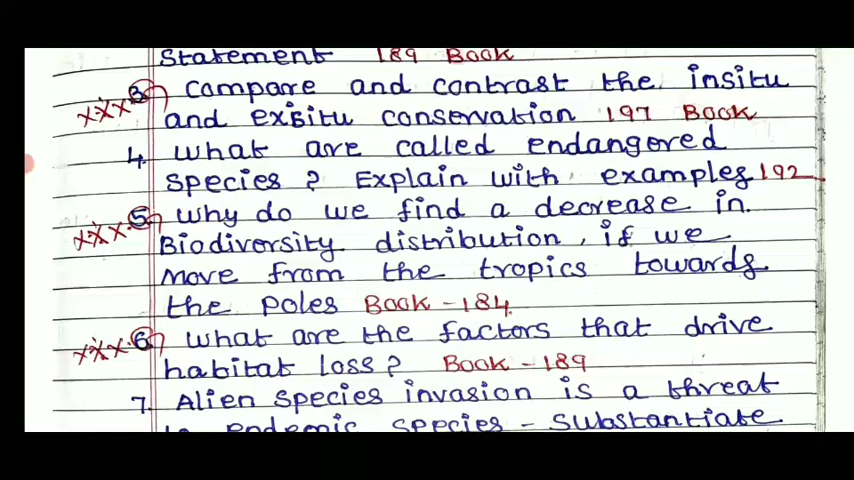 Statement 189 Book
xxx 3 Compare and contrast the insitu
and exsitu conservation 197 Book
4. What are called endangered
species? Explain with examples 192
xxx 5 Why do we find a decrease in
Biodiversity distribution, if we
move from the tropics towards
the poles Book - 184
xxx 6 What are the factors that drive
habitat loss? Book - 189
7. Alien species invasion is a threat
to endemic species - substantiate